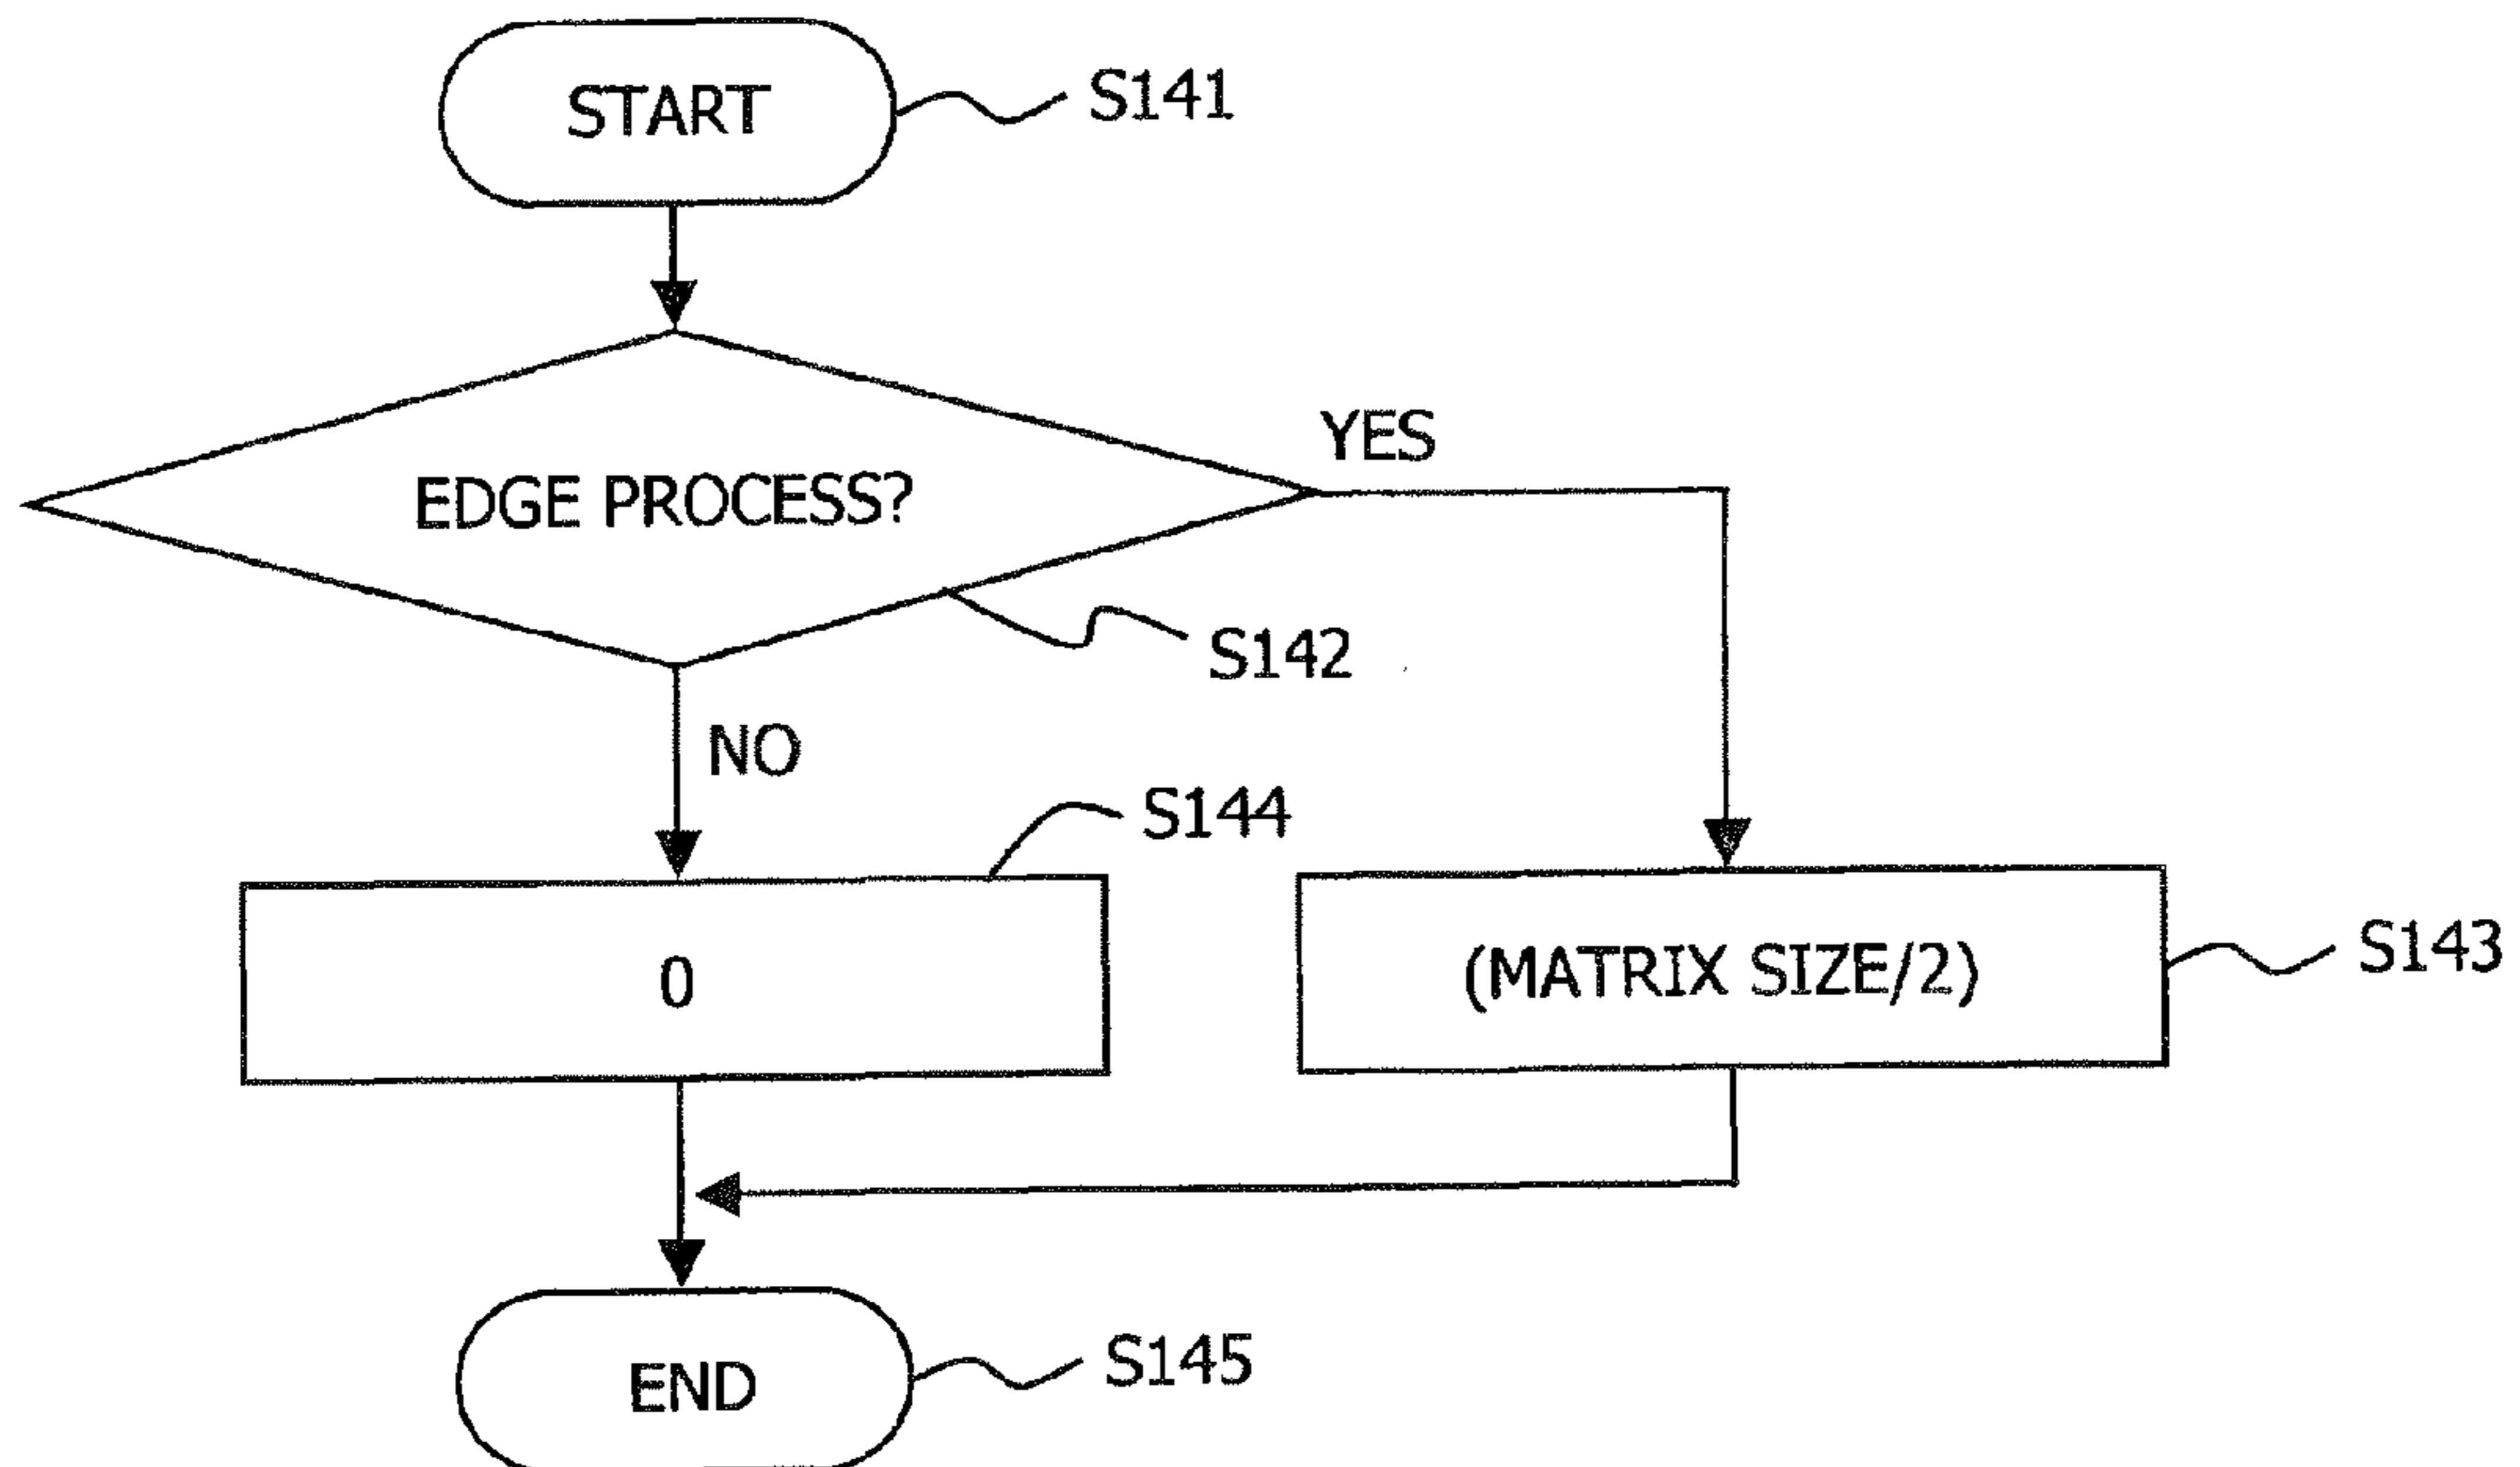 START
S141
EDGE PROCESS?
YES
S142
NO
S144
0
(MATRIX SIZE/2)
S143
END
S145